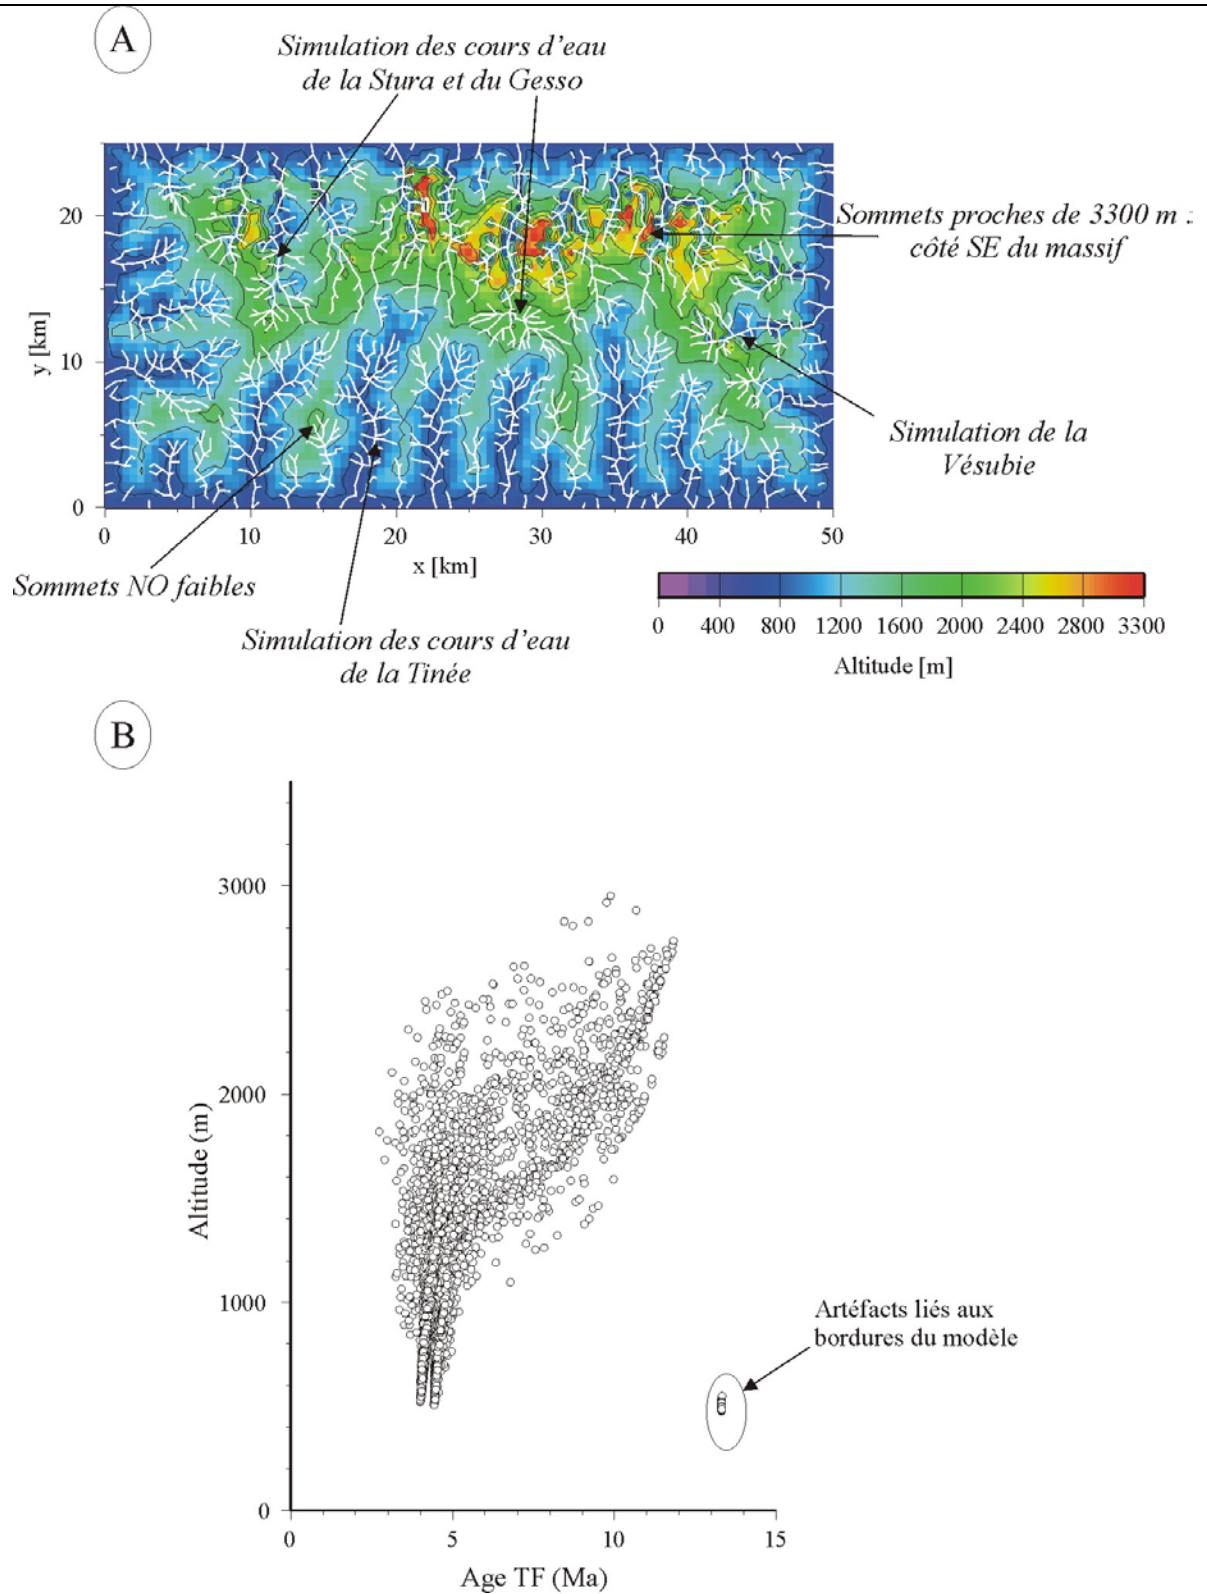 A
Simulation des cours d'eau
de la Stura et du Gesso
20
10
0
y [km]
1
0
10
20
30
40
50
x [km]
Sommets proches de 3300 m
côté SE du massif
Simulation de la
Vésubie
Sommets NO faibles
Simulation des cours d'eau
de la Tinée
0 400 800 1200 1600 2000 2400 2800 3300
Altitude [m]
B
3000
2000
1000
0
Altitude (m)
Artéfacts liés aux
bordures du modèle
0
5
10
15
Age TF (Ma)